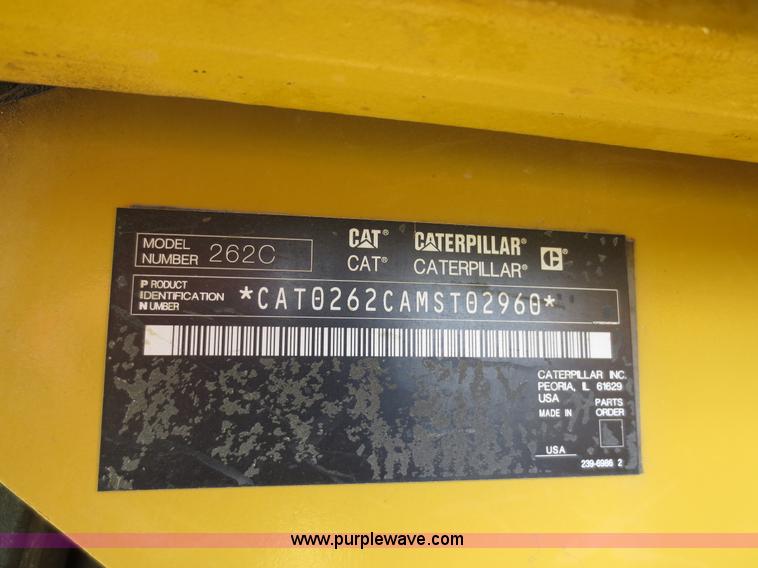 MODEL NUMBER 262C
CAT® CATERPILLAR® C®
CAT® CATERPILLAR®
PRODUCT IDENTIFICATION NUMBER *CAT0262CAMST02960*
CATERPILLAR INC.
PEORIA, IL 61629
USA
MADE IN
PARTS ORDER
USA
239-6986 2
www.purplewave.com